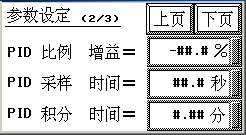 参数设定 (2/3) 上页 下页
PID 比例 增益= -##.# %
PID 采样 时间= ##.# 秒
PID 积分 时间= #.## 分